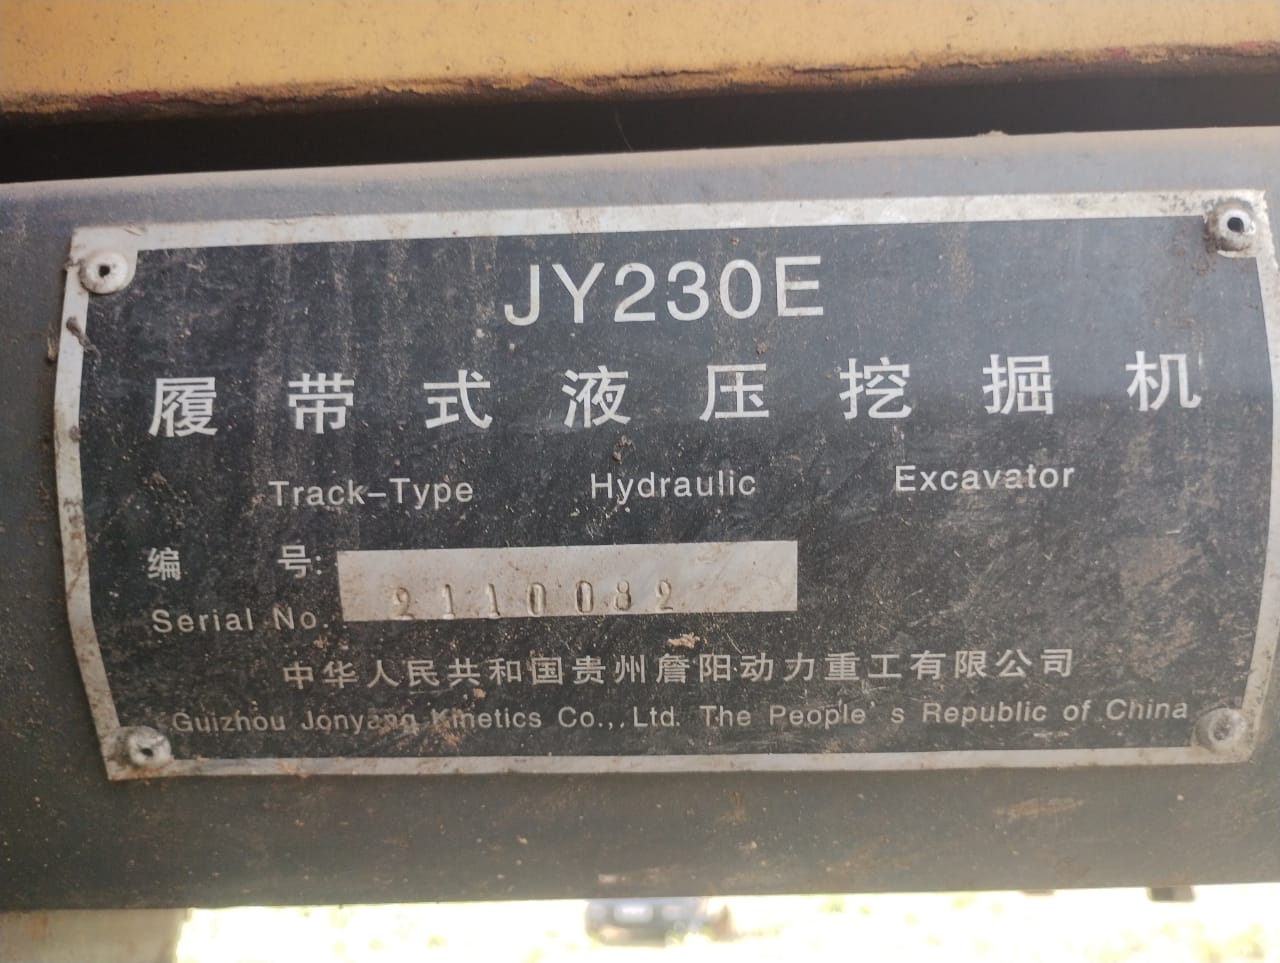 JY230E
履带式液压挖掘机
Track-Type Hydraulic Excavator
编号:
Serial No. 2110082
中华人民共和国贵州詹阳动力重工有限公司
Guizhou Jonyang Kinetics Co.,.Ltd. The People's Republic of China